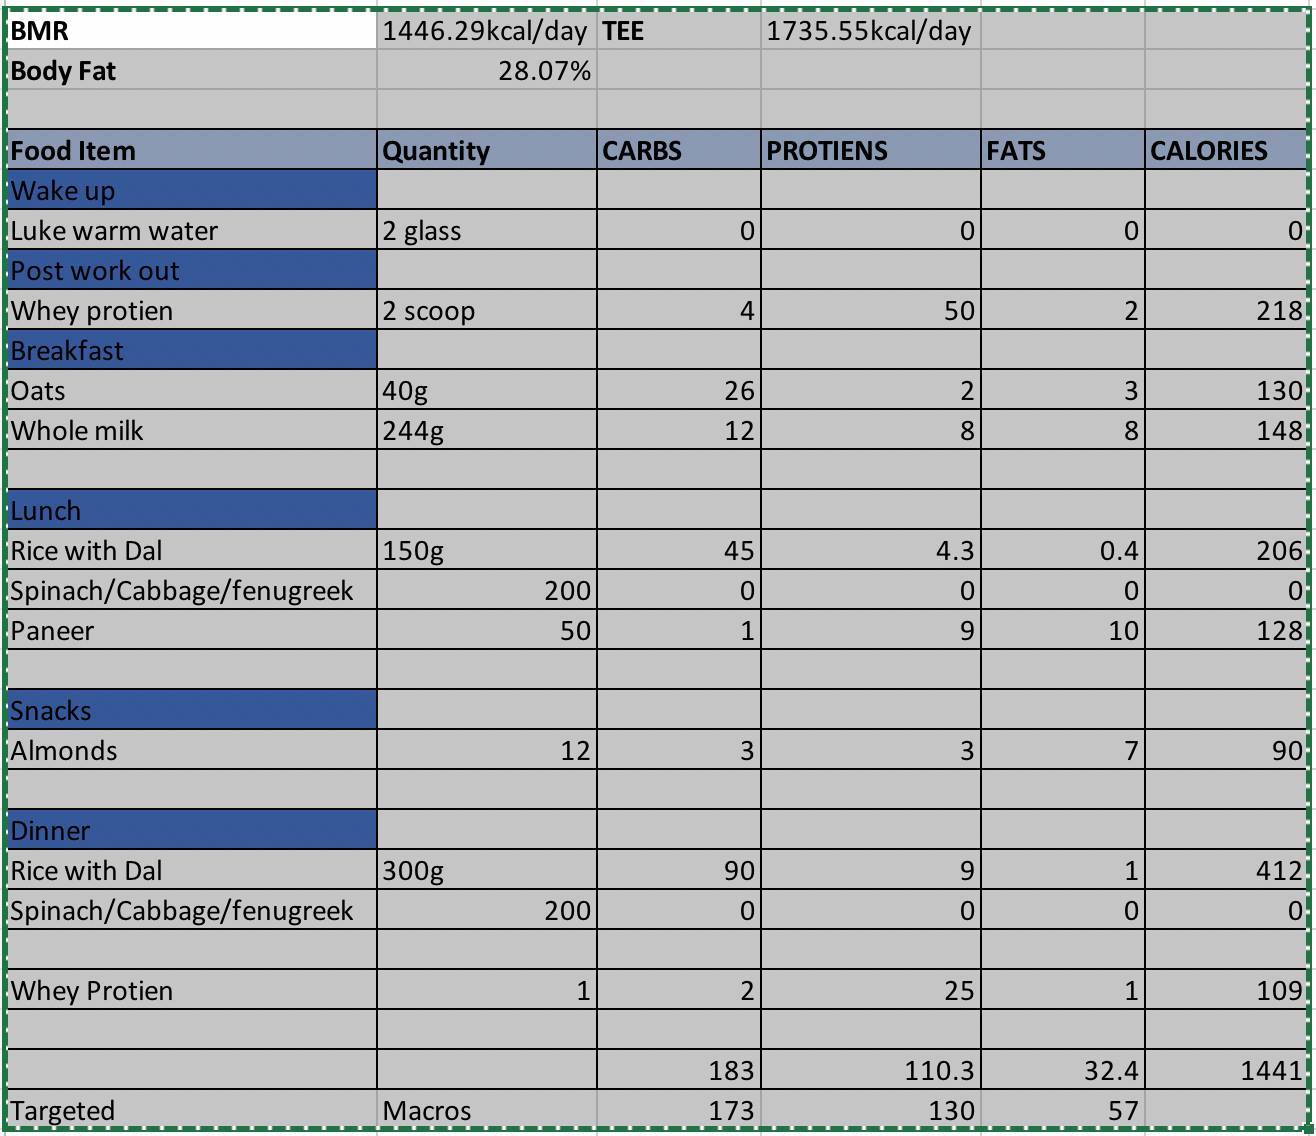 BMR 1446.29kcal/day TEE 1735.55kcal/day
Body Fat 28.07%
Food Item Quantity CARBS PROTIENS FATS CALORIES
Wake up
Luke warm water 2 glass 0 0 0 0
Post work out
Whey protien 2 scoop 4 50 2 218
Breakfast
Oats 40g 26 2 3 130
Whole milk 244g 12 8 8 148
Lunch
Rice with Dal 150g 45 4.3 0.4 206
Spinach/Cabbage/fenugreek 200 0 0 0 0
Paneer 50 1 9 10 128
Snacks
Almonds 12 3 3 7 90
Dinner
Rice with Dal 300g 90 9 1 412
Spinach/Cabbage/fenugreek 200 0 0 0 0
Whey Protien 1 2 25 1 109
183 110.3 32.4 1441
Targeted Macros 173 130 57